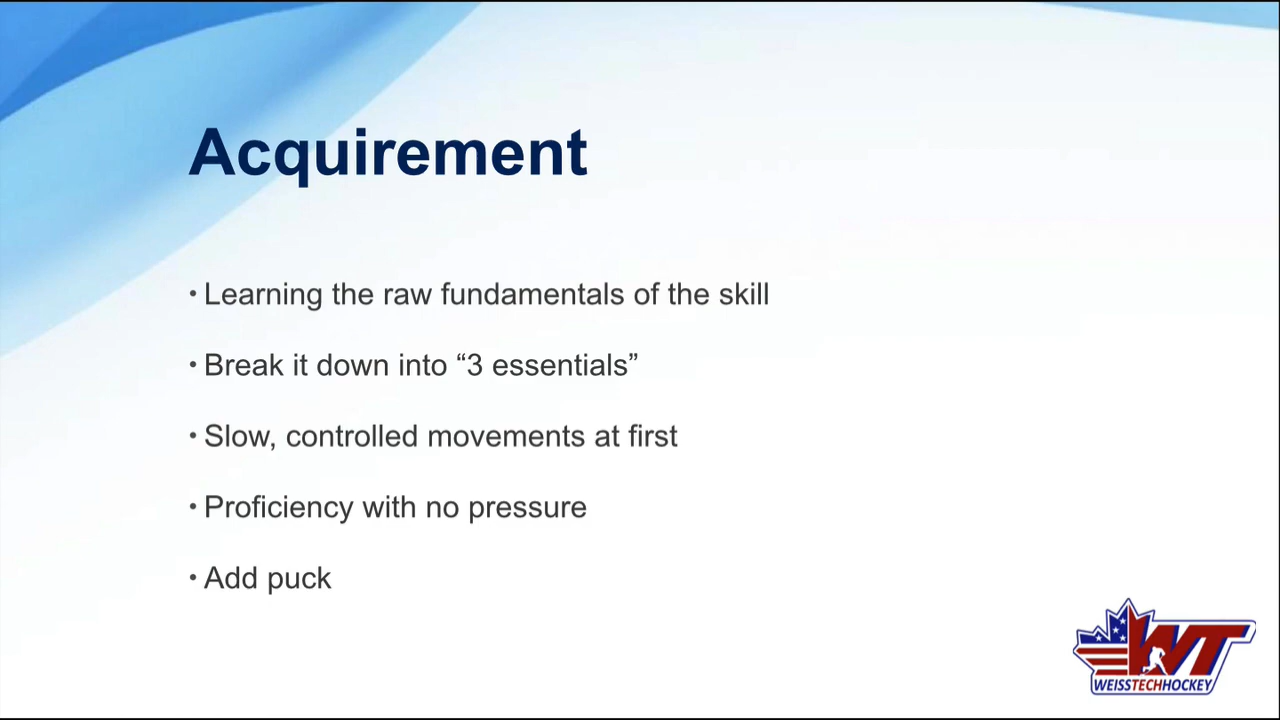 Acquirement
• Learning the raw fundamentals of the skill
• Break it down into “3 essentials”
• Slow, controlled movements at first
• Proficiency with no pressure
• Add puck
WT
WEISSTECHHOCKEY